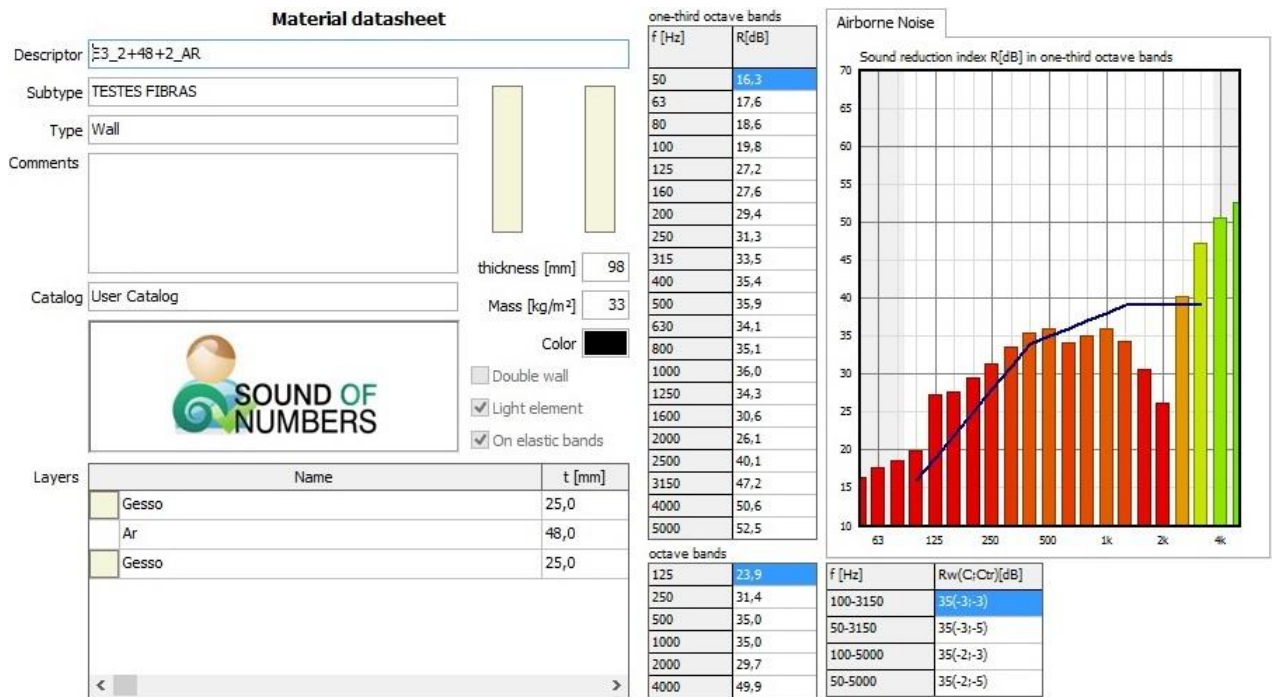 Material datasheet
Descriptor E3_2+48+2_AR
Subtype TESTES FIBRAS
Type Wall
Comments
thickness [mm] 98
Catalog User Catalog
Mass [kg/m²] 33
Color
SOUND OF
NUMBERS
Double wall
Light element
On elastic bands
Layers Name t [mm]
Gesso 25,0
Ar 48,0
Gesso 25,0
one-third octave bands
f [Hz] R[dB]
50 16,3
63 17,6
80 18,6
100 19,8
125 27,2
160 27,6
200 29,4
250 31,3
315 33,5
400 35,4
500 35,9
630 34,1
800 35,1
1000 36,0
1250 34,3
1600 30,6
2000 26,1
2500 40,1
3150 47,2
4000 50,6
5000 52,5
octave bands
125 23,9
250 31,4
500 35,0
1000 35,0
2000 29,7
4000 49,9
Airborne Noise
Sound reduction index R[dB] in one-third octave bands
70
65
60
55
50
45
40
35
30
25
20
15
10
63 125 250 500 1k 2k 4k
f [Hz] Rw(C;Ctr)[dB]
100-3150 35(-3;-3)
50-3150 35(-3;-5)
100-5000 35(-2;-3)
50-5000 35(-2;-5)